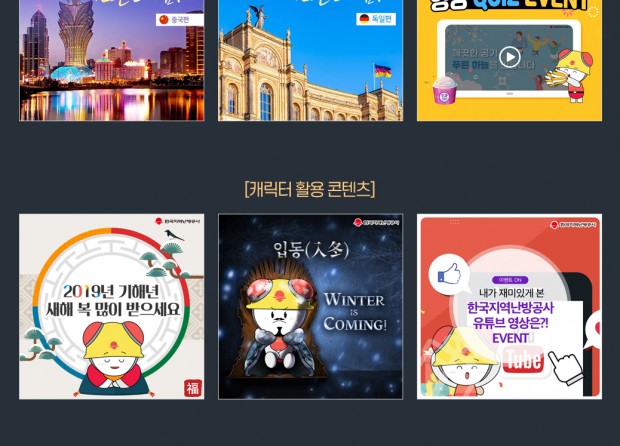 중국편
독일편
QUIZ EVENT
깨끗한 공기
푸른 하늘
[캐릭터 활용 콘텐츠]
한국지역난방공사
2019년 기해년
새해 복 많이 받으세요
福
한국지역난방공사
입동(入冬)
WINTER
IS
COMING!
한국지역난방공사
이벤트 ON
내가 재미있게 본
한국지역난방공사
유튜브 영상은?!
EVENT
Tube